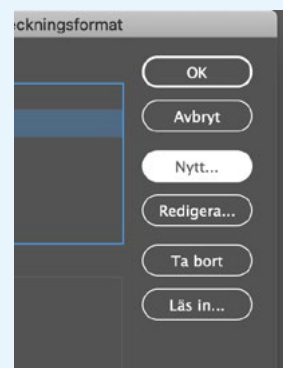 eckningsformat
OK
Avbryt
Nytt...
Redigera...
Ta bort
Läs in...